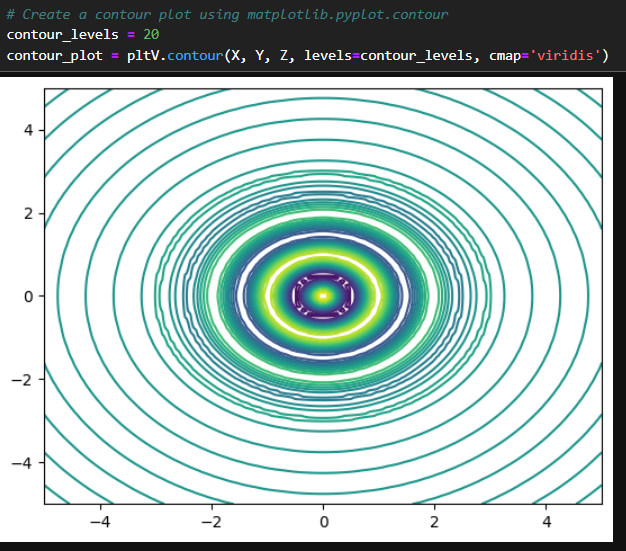 # Create a contour plot using matplotlib.pyplot.contour
contour_levels = 20
contour_plot = pltV.contour(X, Y, Z, levels=contour_levels, cmap='viridis')
4
2
0
−2
−4
−4 −2 0 2 4